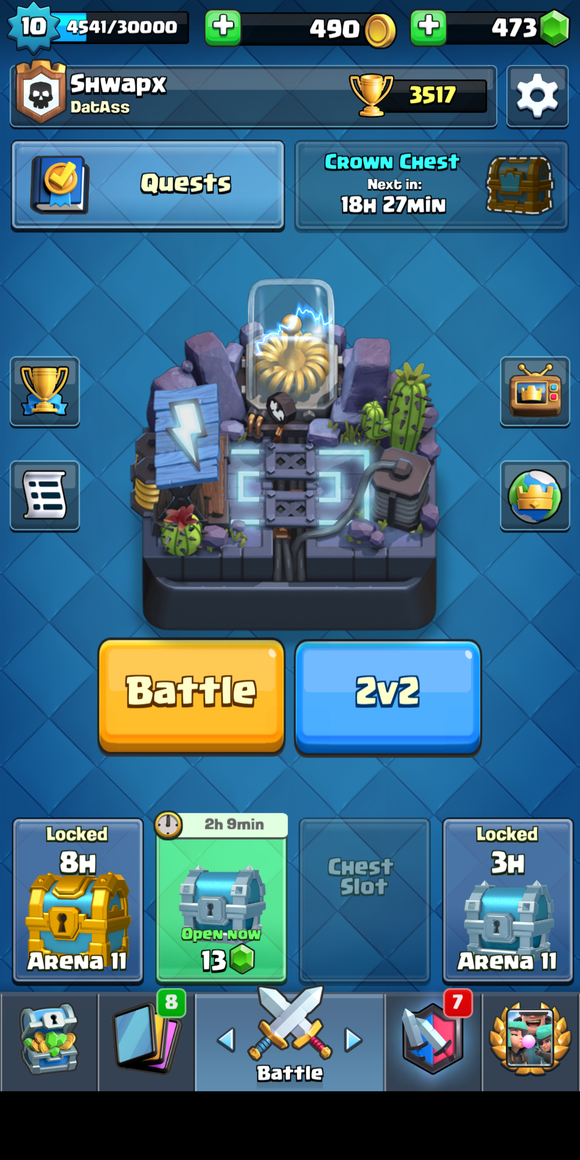 10 4541/30000 490 473
Shwapx
DatAss
3517
Quests
Crown Chest
Next in:
18h 27min
Battle
2v2
Locked
8h
Arena 11
2h 9min
Open now
13
Chest
Slot
Locked
3h
Arena 11
8
7
Battle